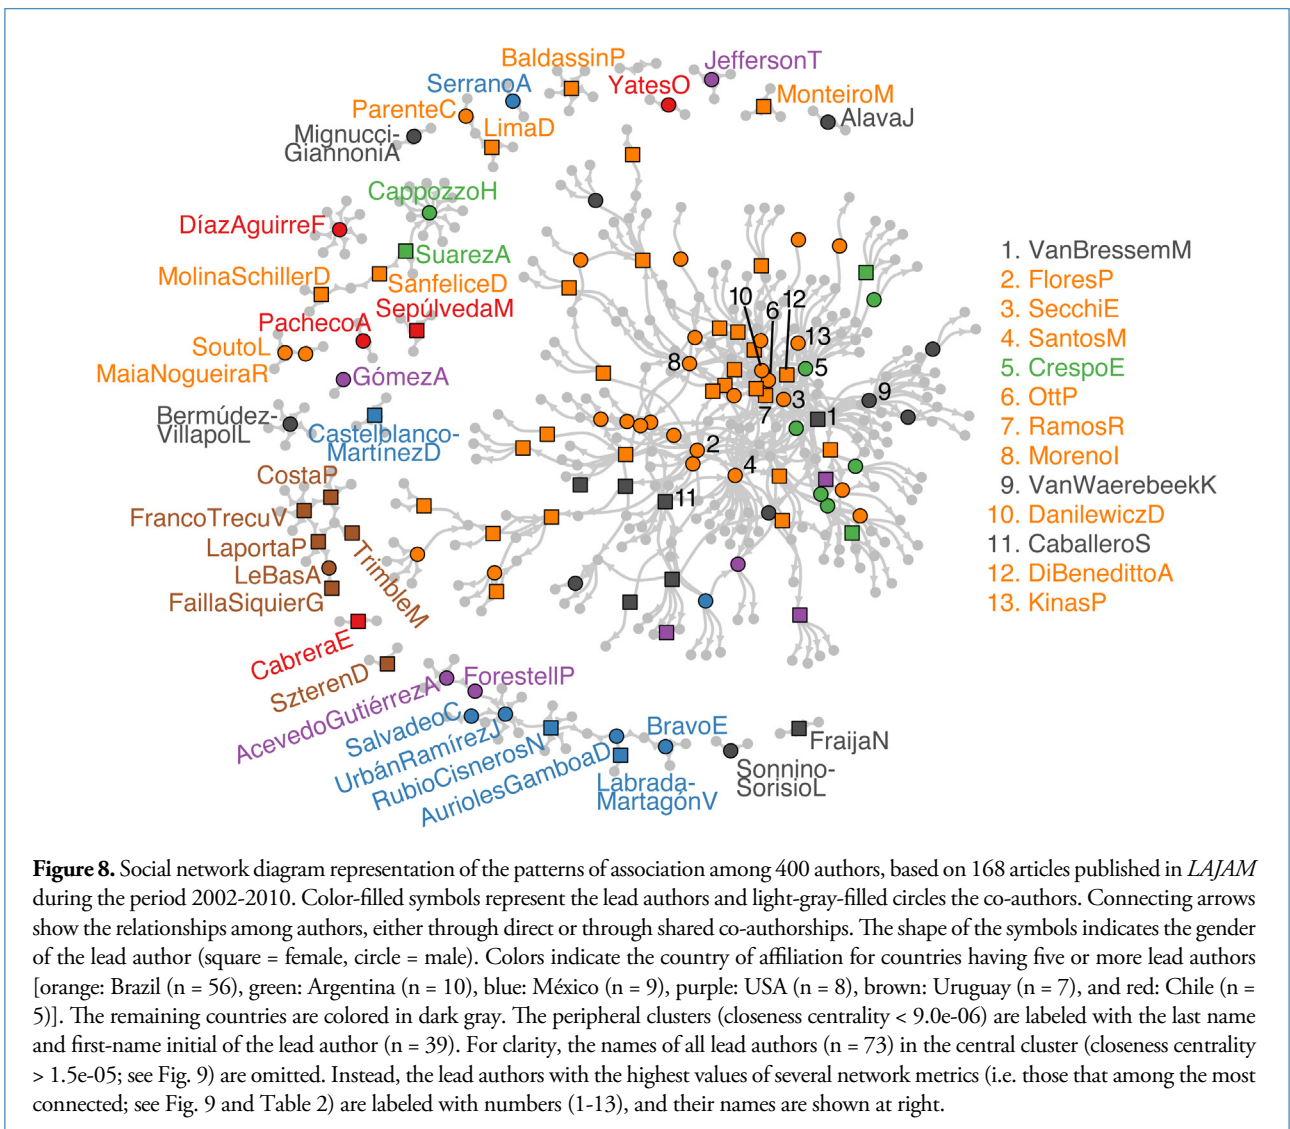 BaldassinP
JeffersonT
SerranoA
YatesO
MonteiroM
ParenteC
AlavaJ
LimaD
Mignucci-
GiannoniA
CappozzoH
DíazAguirreF
SuarezA
MolinaSchillerD
SanfeliceD
SepúlvedaM
PachecoA
SoutoL
MaiaNogueiraR
GómezA
Bermúdez-
VillapolL
Castelblanco-
MartínezD
CostaP
FrancoTrecuV
LaportaP
TrimbleM
LeBasA
FaillaSiquierG
CabreraE
SzterenD
AcevedoGutiérrezA
ForestellP
SalvadeoC
UrbánRamírezJ
RubioCisnerosN
AuriolesGamboaD
BravoE
Labrada-
MartagónV
Sonnino-
SorisioL
FraijaN
10
12
6
13
8
5
3
7
9
1
2
4
11
1. VanBressemM
2. FloresP
3. SecchiE
4. SantosM
5. CrespoE
6. OttP
7. RamosR
8. MorenoI
9. VanWaerebeekK
10. DanilewiczD
11. CaballeroS
12. DiBenedittoA
13. KinasP
Figure 8. Social network diagram representation of the patterns of association among 400 authors, based on 168 articles published in LAJAM
during the period 2002-2010. Color-filled symbols represent the lead authors and light-gray-filled circles the co-authors. Connecting arrows
show the relationships among authors, either through direct or through shared co-authorships. The shape of the symbols indicates the gender
of the lead author (square = female, circle = male). Colors indicate the country of affiliation for countries having five or more lead authors
[orange: Brazil (n = 56), green: Argentina (n = 10), blue: México (n = 9), purple: USA (n = 8), brown: Uruguay (n = 7), and red: Chile (n =
5)]. The remaining countries are colored in dark gray. The peripheral clusters (closeness centrality < 9.0e-06) are labeled with the last name
and first-name initial of the lead author (n = 39). For clarity, the names of all lead authors (n = 73) in the central cluster (closeness centrality
> 1.5e-05; see Fig. 9) are omitted. Instead, the lead authors with the highest values of several network metrics (i.e. those that among the most
connected; see Fig. 9 and Table 2) are labeled with numbers (1-13), and their names are shown at right.